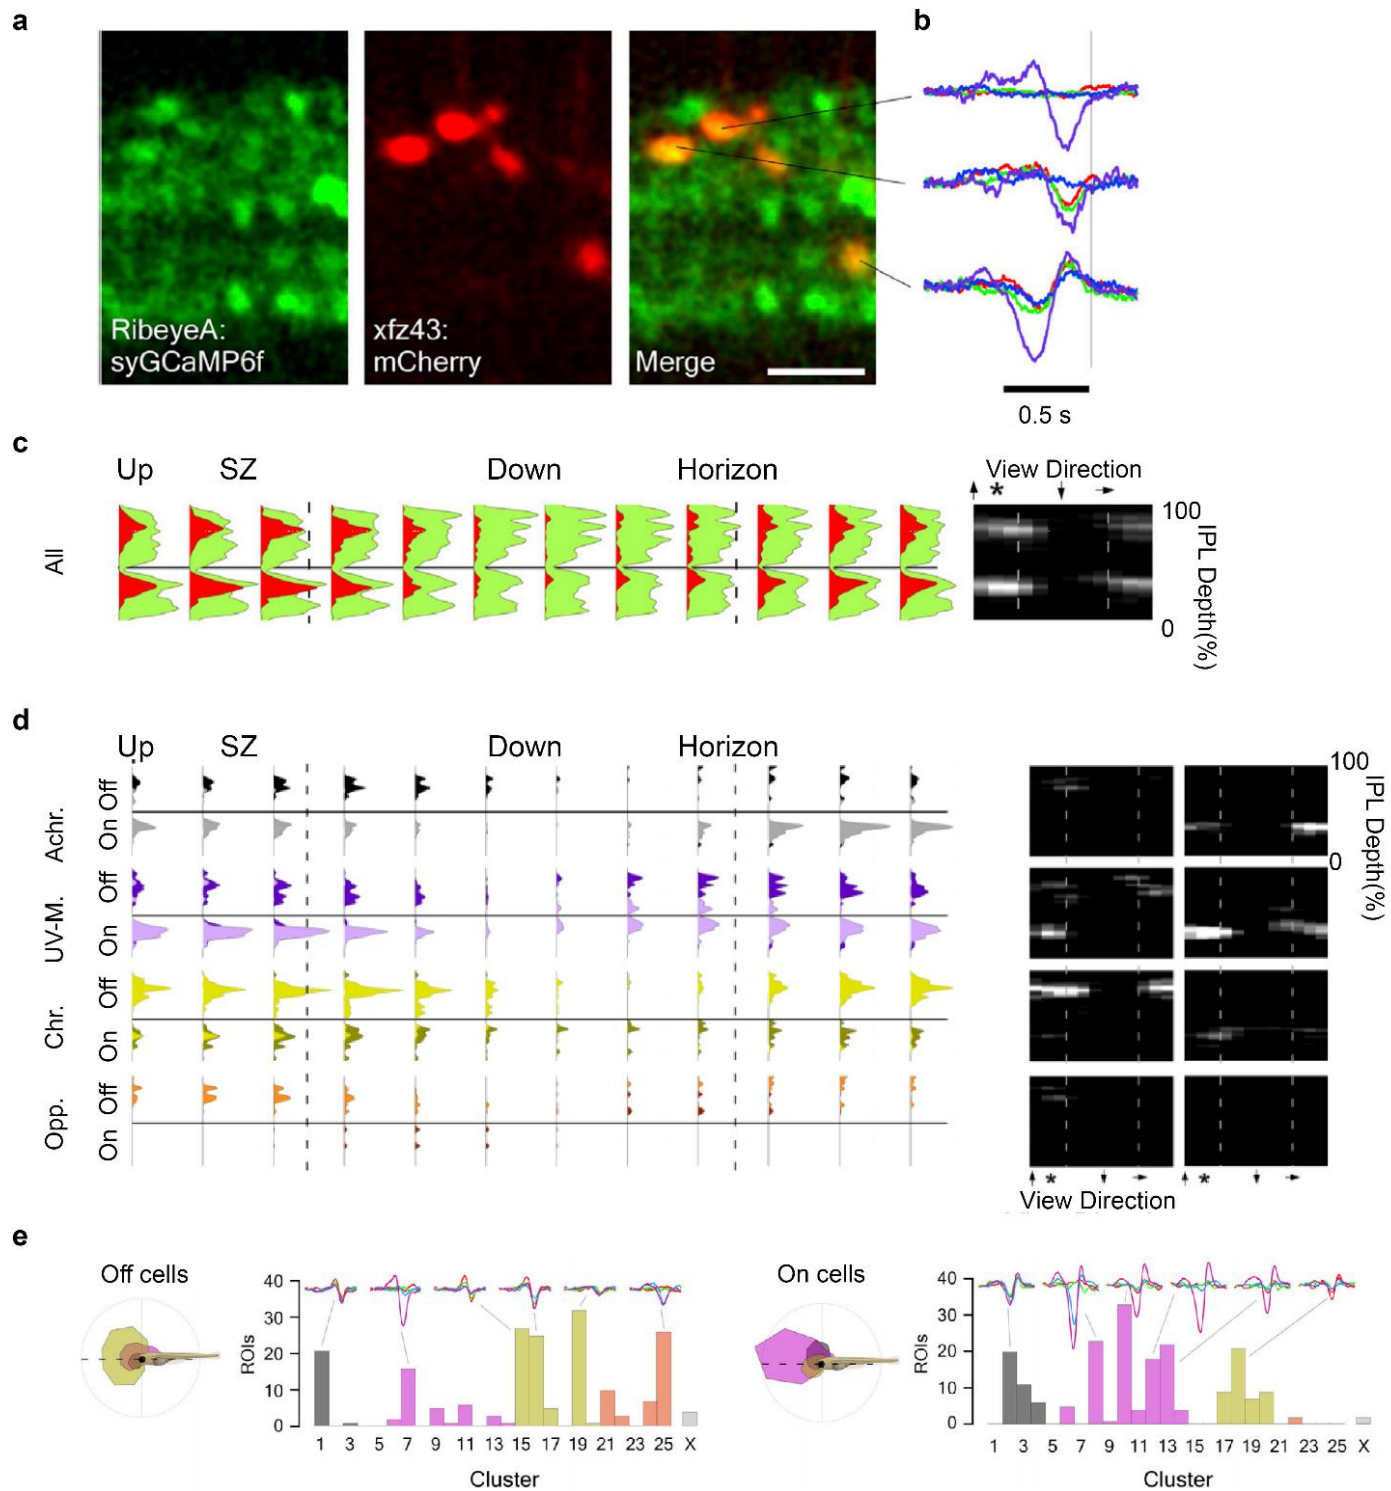 a
b
RibeyeA:
syGCaMP6f
xfz43:
mCherry
Merge
0.5 s
c
Up SZ Down Horizon
View Direction
*
All
100
0
IPL Depth(%)
d
Up SZ Down Horizon
Achr.
Off
On
UV-M.
Off
On
Chr.
Off
On
Opp.
Off
On
100
0
IPL Depth(%)
* *
View Direction
e
Off cells
ROIs
40
30
20
10
0
1 3 5 7 9 11 13 15 17 19 21 23 25 X
Cluster
On cells
ROIs
40
30
20
10
0
1 3 5 7 9 11 13 15 17 19 21 23 25 X
Cluster